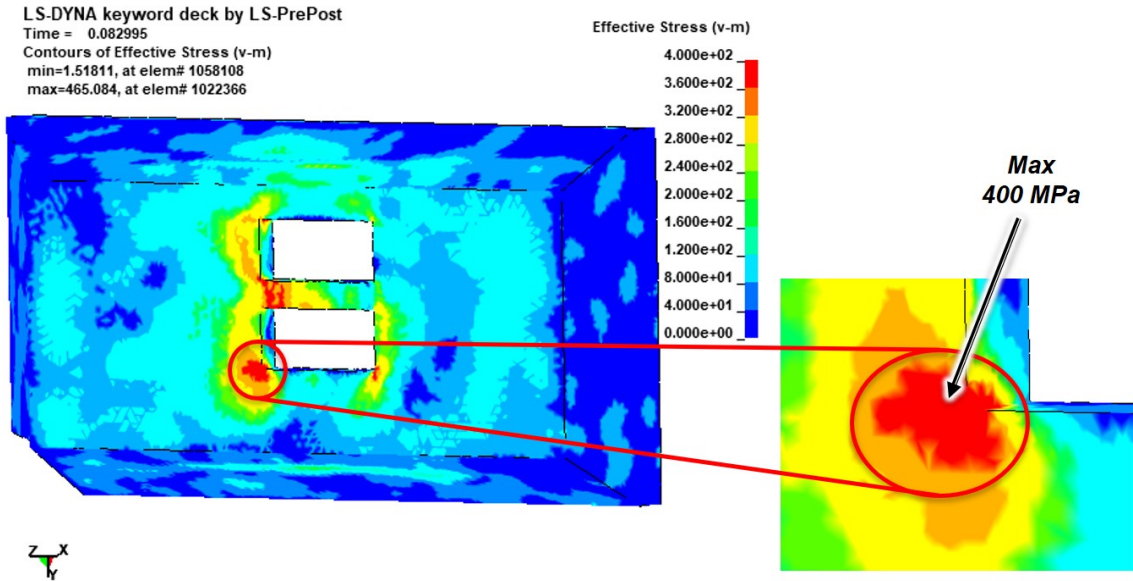 LS-DYNA keyword deck by LS-PrePost
Time =   0.082995
Contours of Effective Stress (v-m)
min=1.51811, at elem# 1058108
max=465.084, at elem# 1022366
Effective Stress (v-m)
4.000e+02
3.600e+02
3.200e+02
2.800e+02
2.400e+02
2.000e+02
1.600e+02
1.200e+02
8.000e+01
4.000e+01
0.000e+00
Max
400 MPa
Z X
Y